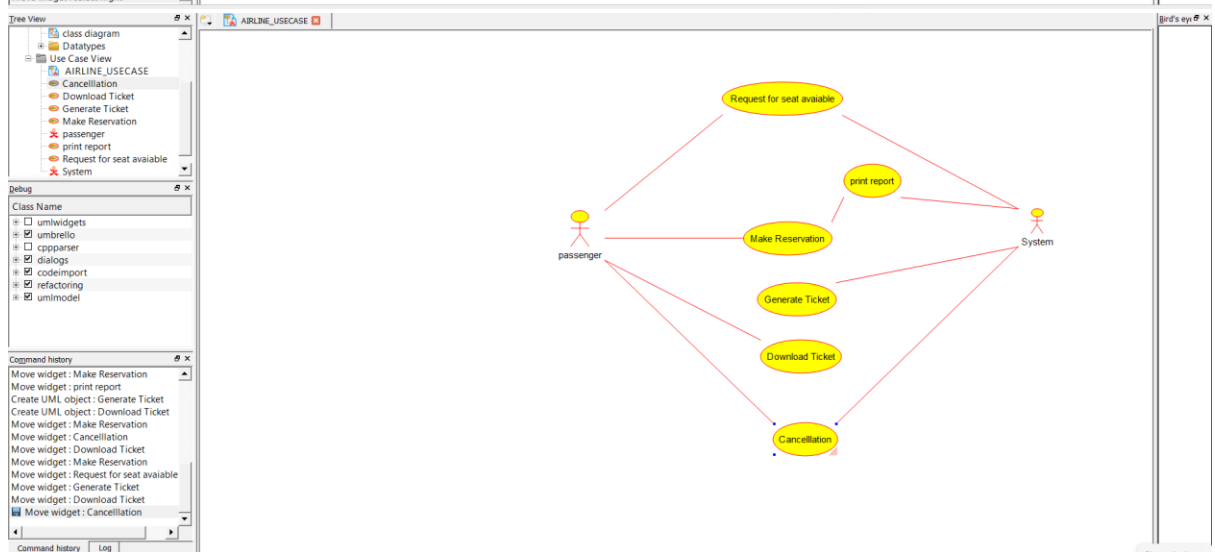 Tree View
class diagram
Datatypes
Use Case View
AIRLINE_USECASE
Cancelllation
Download Ticket
Generate Ticket
Make Reservation
passenger
print report
Request for seat avaiable
System
Debug
Class Name
umlwidgets
umbrello
cppparser
dialogs
codeimport
refactoring
umlmodel
Command history
Move widget : Make Reservation
Move widget : print report
Create UML object : Generate Ticket
Create UML object : Download Ticket
Move widget : Make Reservation
Move widget : Cancelllation
Move widget : Download Ticket
Move widget : Make Reservation
Move widget : Request for seat avaiable
Move widget : Generate Ticket
Move widget : Download Ticket
Move widget : Cancelllation
Command history Log
AIRLINE_USECASE
Request for seat avaiable
print report
passenger
Make Reservation
System
Generate Ticket
Download Ticket
Cancelllation
Bird's eye